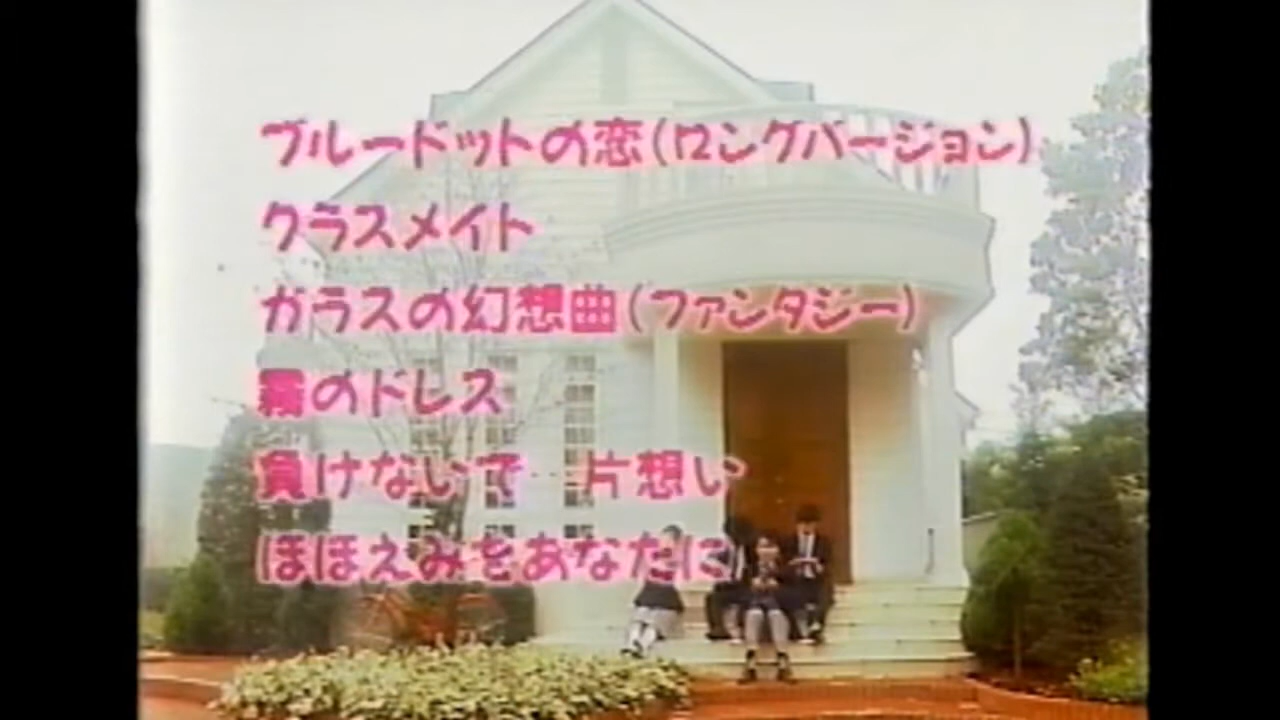 ブルードットの恋(ロングバージョン)
クラスメイト
ガラスの幻想曲(ファンタジー)
霧のドレス
負けないで 片想い
ほほえみをあなたに